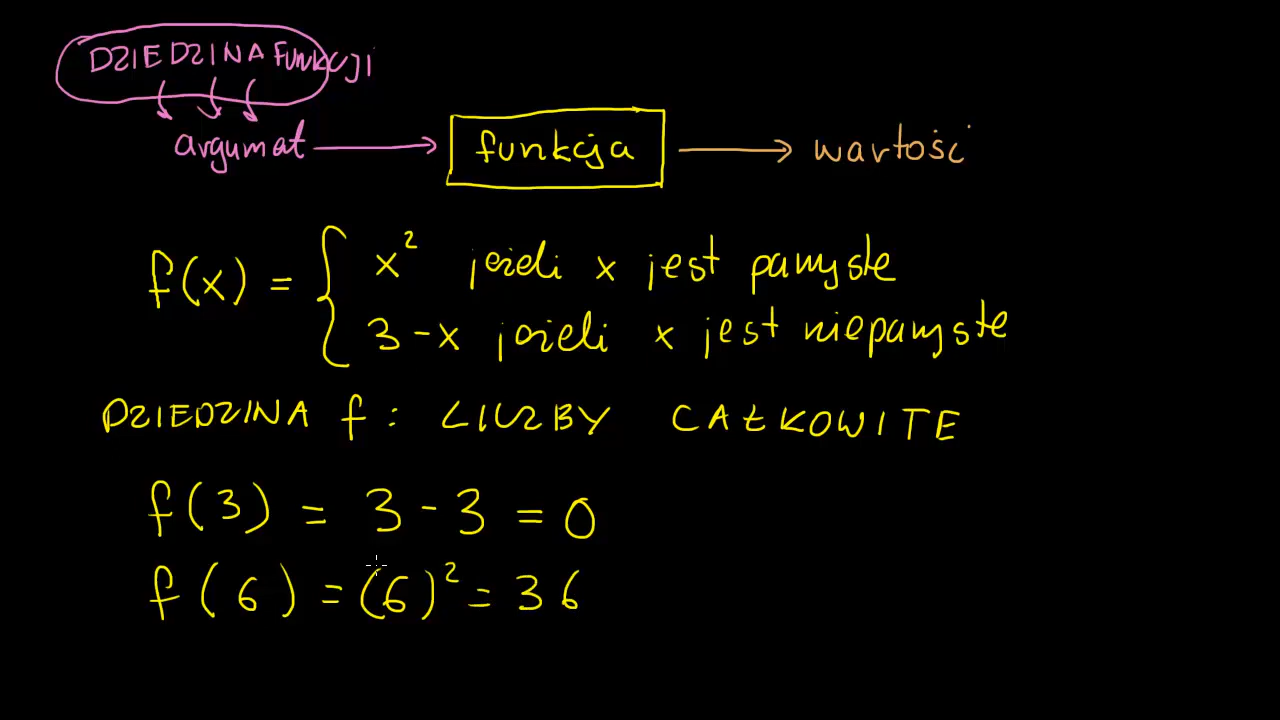 DZIEDZINA FUNKCJI
argumat → funkcja → wartości
f(x) = { x² jeżeli x jest parzyste
3-x jeżeli x jest nieparzyste
DZIEDZINA f : LICZBY CAŁKOWITE
f(3) = 3 - 3 = 0
f(6) = (6)² = 36